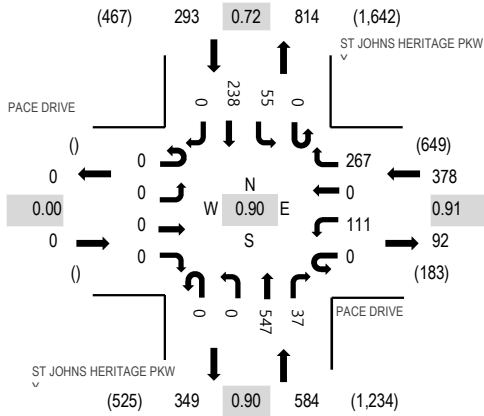 (467) 293 0.72 814 (1,642)
ST JOHNS HERITAGE PKW
Y
PACE DRIVE
0 238 55 0
()
0
0
0.00
0
()
0
0
0
0
N
W 0.90 E
S
267
0
111
0
(649)
378
0.91
92
(183)
0 0 547 37
PACE DRIVE
ST JOHNS HERITAGE PKW
Y
(525) 349 0.90 584 (1,234)